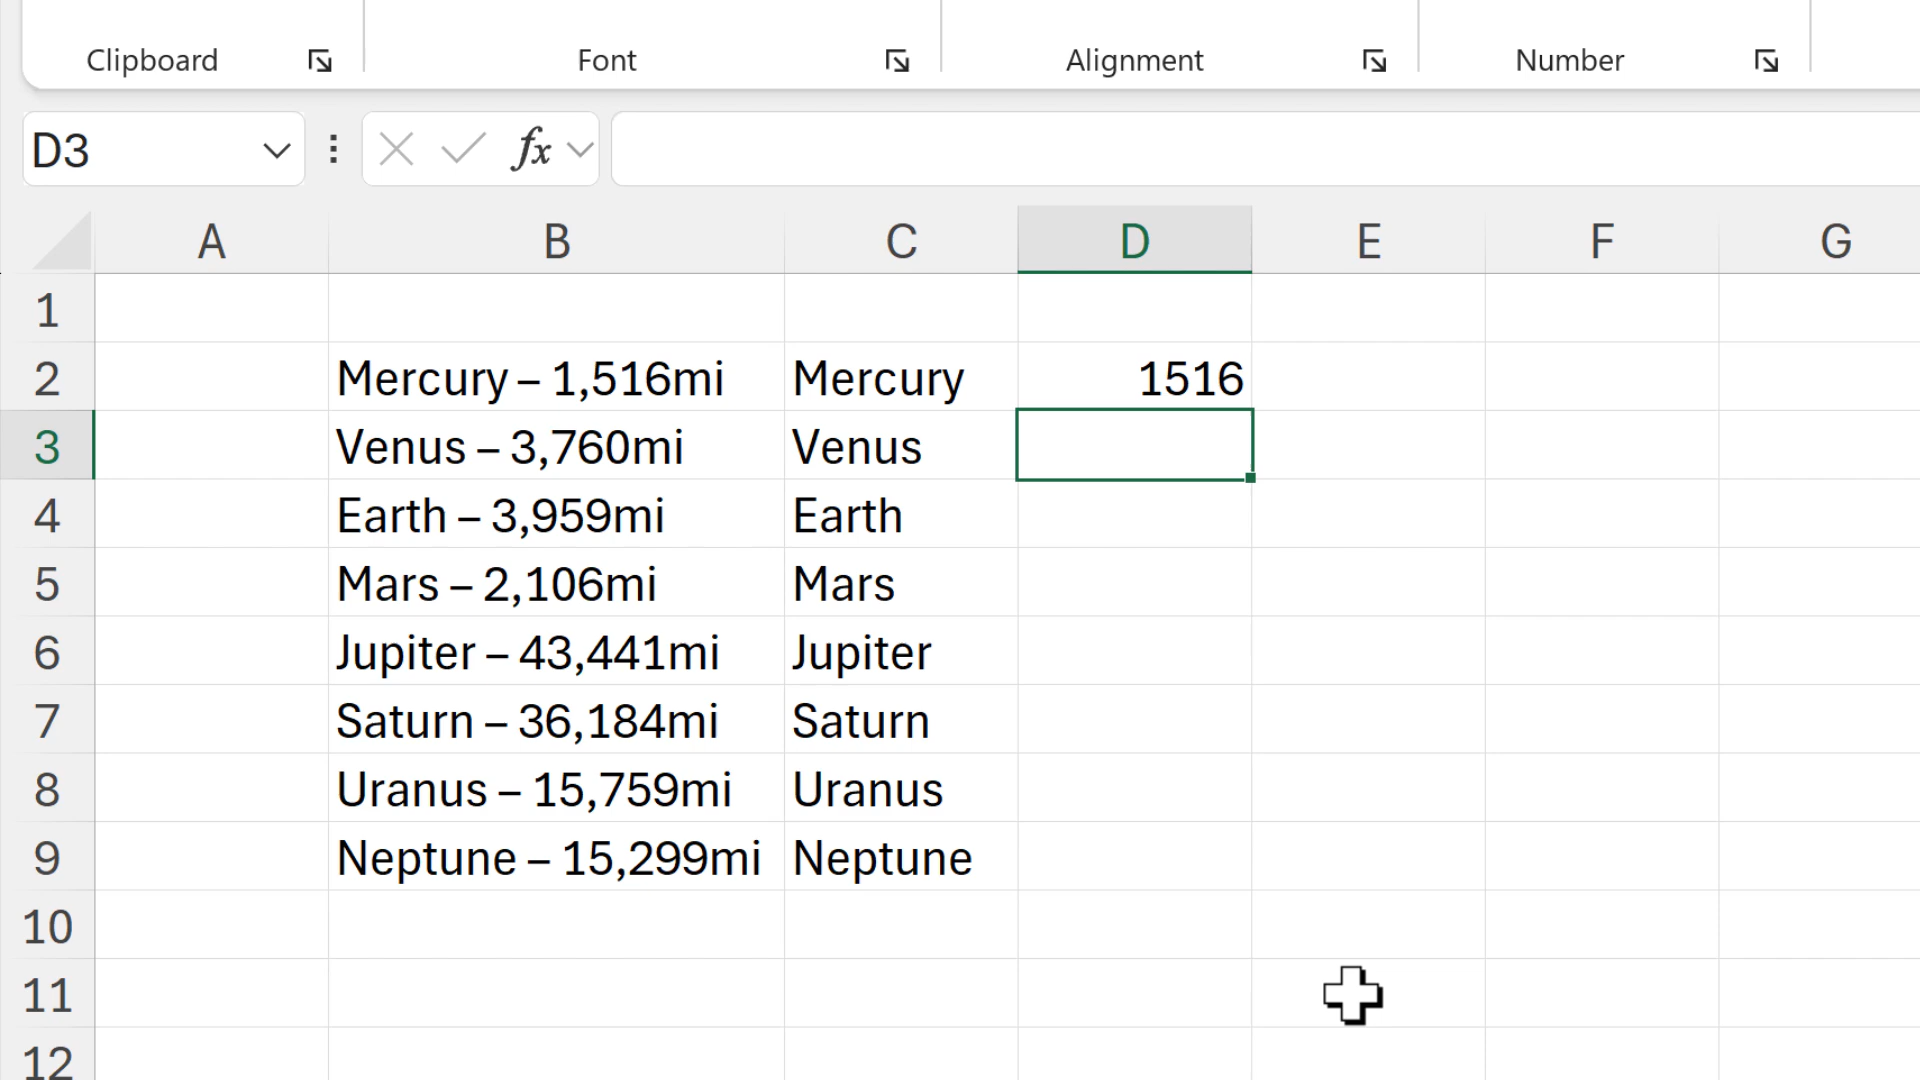 Clipboard Font Alignment Number
D3 fx
A B C D E F G
1
2 Mercury – 1,516mi Mercury 1516
3 Venus – 3,760mi Venus
4 Earth – 3,959mi Earth
5 Mars – 2,106mi Mars
6 Jupiter – 43,441mi Jupiter
7 Saturn – 36,184mi Saturn
8 Uranus – 15,759mi Uranus
9 Neptune – 15,299mi Neptune
10
11
12